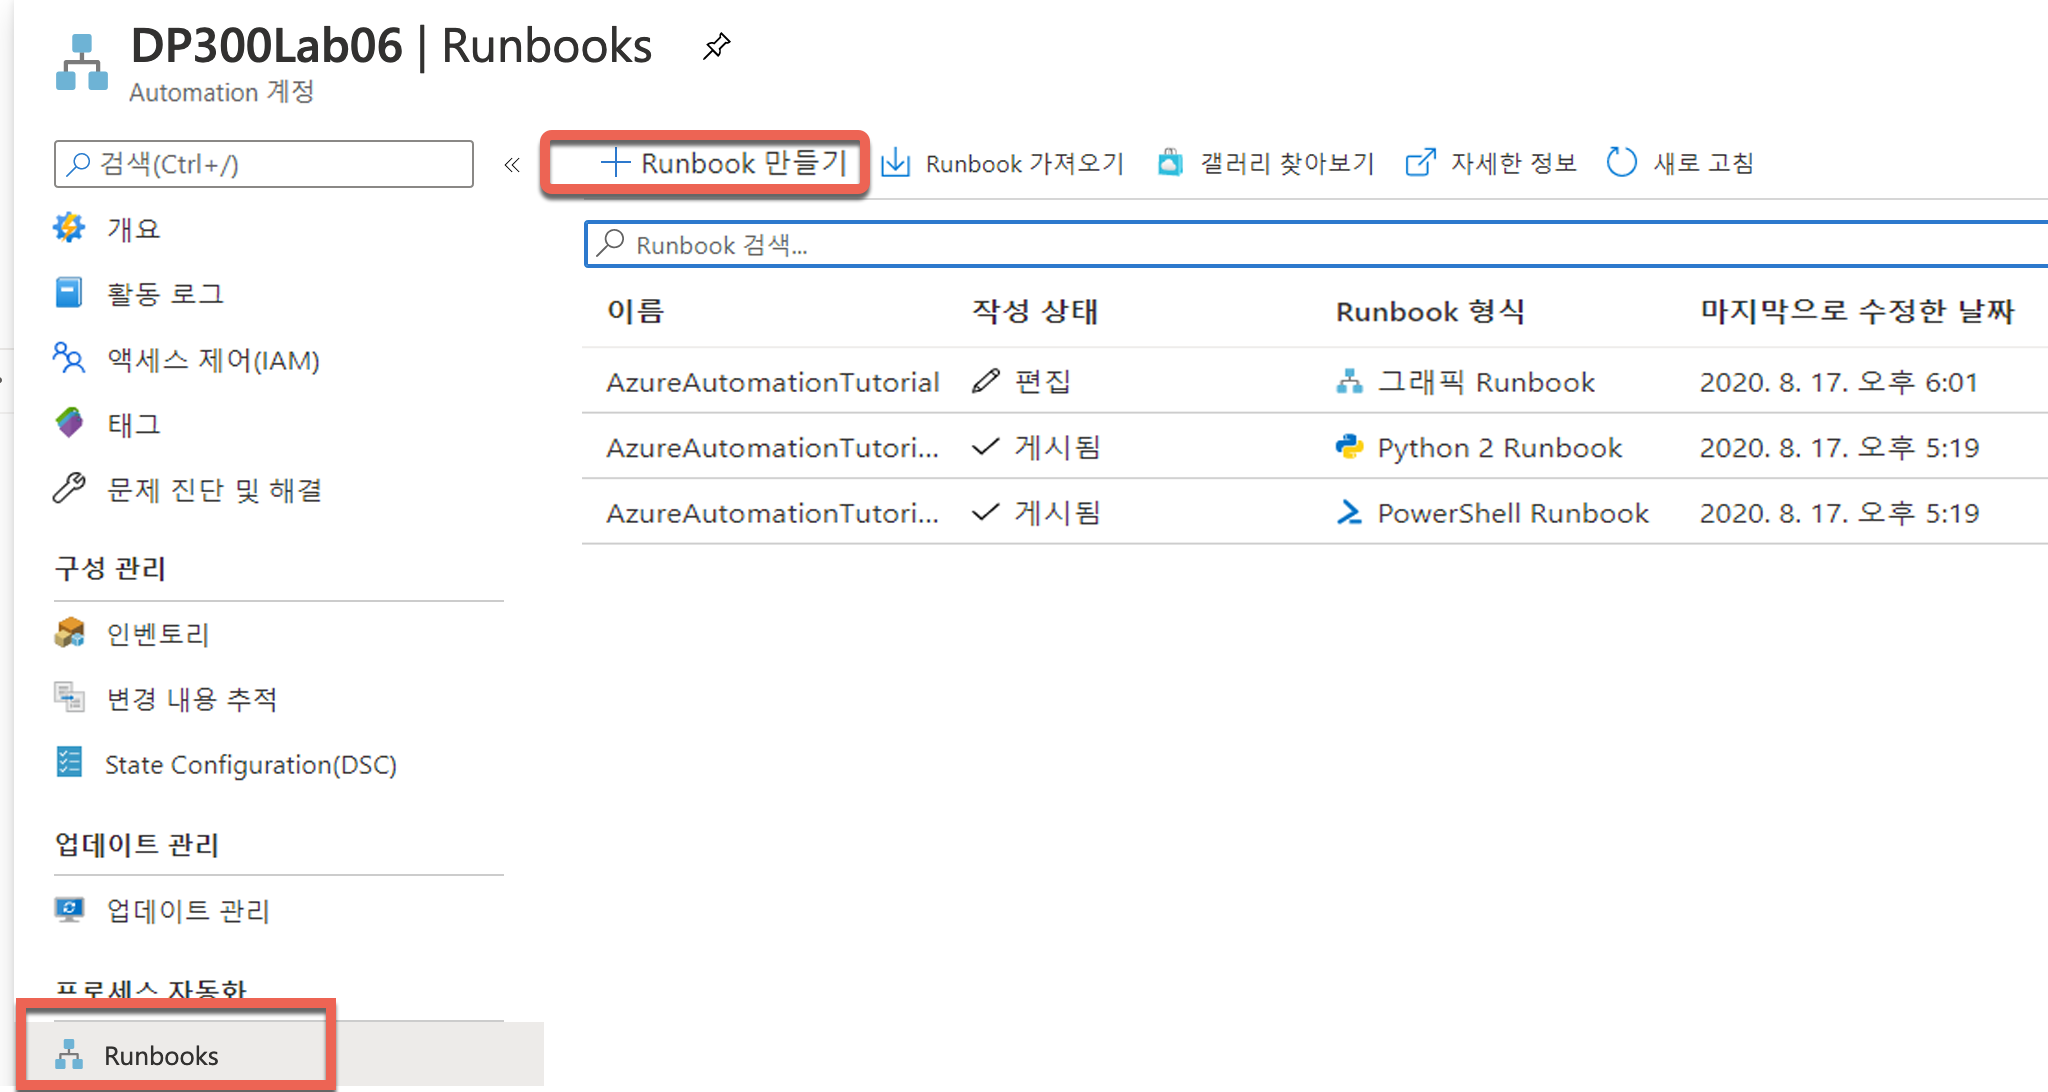 DP300Lab06 | Runbooks
Automation 계정
검색(Ctrl+/)
«
개요
활동 로그
액세스 제어(IAM)
태그
문제 진단 및 해결
구성 관리
인벤토리
변경 내용 추적
State Configuration(DSC)
업데이트 관리
업데이트 관리
프로세스 자동화
Runbooks
Runbook 만들기 Runbook 가져오기 갤러리 찾아보기 자세한 정보 새로 고침
Runbook 검색...
이름 작성 상태 Runbook 형식 마지막으로 수정한 날짜
AzureAutomationTutorial 편집 그래픽 Runbook 2020. 8. 17. 오후 6:01
AzureAutomationTutori... 게시됨 Python 2 Runbook 2020. 8. 17. 오후 5:19
AzureAutomationTutori... 게시됨 PowerShell Runbook 2020. 8. 17. 오후 5:19